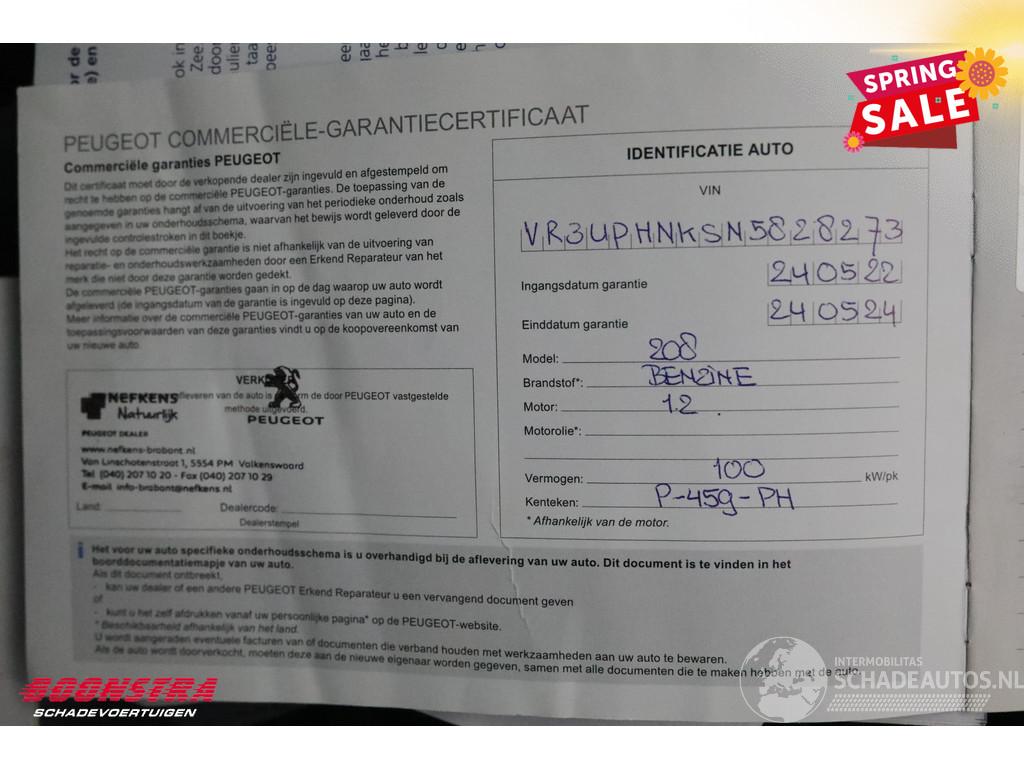 SPRING
SALE
PEUGEOT COMMERCIËLE-GARANTIECERTIFICAAT
Commerciële garanties PEUGEOT
Dit certificaat moet door de verkopende dealer zijn ingevuld en afgestempeld om
recht te hebben op de commerciële PEUGEOT-garanties. De toepassing van de
genoemde garanties hangt af van de uitvoering van het periodieke onderhoud zoals
aangegeven in uw onderhoudsschema, waarvan het bewijs wordt geleverd door de
ingevulde controlestroken in dit boekje.
Het recht op de commerciële garantie is niet afhankelijk van de uitvoering van
reparatie- en onderhoudswerkzaamheden door een Erkend Reparateur van het
merk die niet door deze garantie worden gedekt.
De commerciële PEUGEOT-garanties gaan in op de dag waarop uw auto wordt
afgeleverd (de ingangsdatum van de garantie is ingevuld op deze pagina).
Meer informatie over de commerciële PEUGEOT-garanties van uw auto en de
toepassingsvoorwaarden van deze garanties vindt u op de koopovereenkomst van
uw nieuwe auto.
NEFKENS
Natuurlijk
PEUGEOT DEALER
afleveren van de auto is door PEUGEOT vastgestelde
methode uitgevoerd.
PEUGEOT
www.nefkens-brabant.nl
Van Linschotenstraat 1, 5554 PM Valkenswaard
Tel (040) 207 10 20 - Fax (040) 207 10 29
E-mail info-brabant@nefkens.nl
Land: Dealercode:
Dealerstempel
IDENTIFICATIE AUTO
VIN
VR3UPHNKSN5828273
Ingangsdatum garantie 240522
Einddatum garantie 240524
Model: 208
Brandstof*: BENZINE
Motor: 1.2
Motorolie*:
Vermogen: 100 kW/pk
Kenteken: P-459-PH
* Afhankelijk van de motor.
i Het voor uw auto specifieke onderhoudsschema is u overhandigd bij de aflevering van uw auto. Dit document is te vinden in het
boorddocumentatiemapje van uw auto.
Als dit document ontbreekt,
- kan uw dealer of een andere PEUGEOT Erkend Reparateur u een vervangend document geven
of
- kunt u het zelf afdrukken vanaf uw persoonlijke pagina* op de PEUGEOT-website.
* Beschikbaarheid afhankelijk van het land.
U wordt aangeraden eventuele facturen van of documenten die verband houden met werkzaamheden aan uw auto te bewaren.
Als de auto wordt doorverkocht, moeten deze aan de nieuwe eigenaar worden gegeven, samen met alle documenten die te maken hebben met de auto.
BOONSTRA
SCHADEVOERTUIGEN
INTERMOBILITAS
SCHADEAUTOS.NL